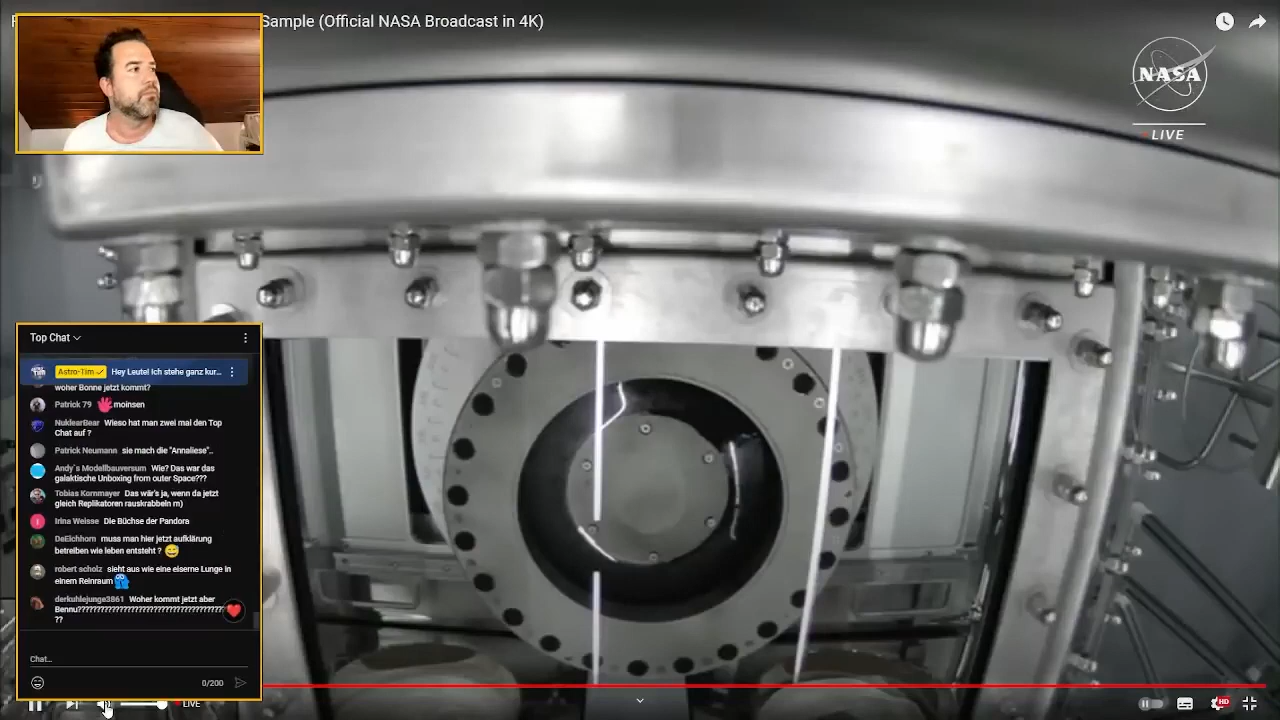 Sample (Official NASA Broadcast in 4K)
NASA
LIVE
Top Chat
Astro-Tim Hey Leute! Ich stehe ganz kur...
woher Bonne jetzt kommt?
Patrick 79 moinsen
NuklearBear Wieso hat man zwei mal den Top
Chat auf ?
Patrick Neumann sie mach die "Annaliese"..
Andy`s Modellbauversum Wie? Das war das
galaktische Unboxing from outer Space???
Tobias Kornmayer Das wär's ja, wenn da jetzt
gleich Replikatoren rauskrabbeln m)
Irina Weisse Die Büchse der Pandora
DeEichhorn muss man hier jetzt aufklärung
betreiben wie leben entsteht ?
robert scholz sieht aus wie eine eiserne Lunge in
einem Reinraum
derkuhlejunge3861 Woher kommt jetzt aber
Chat...
0/200
LIVE
HD